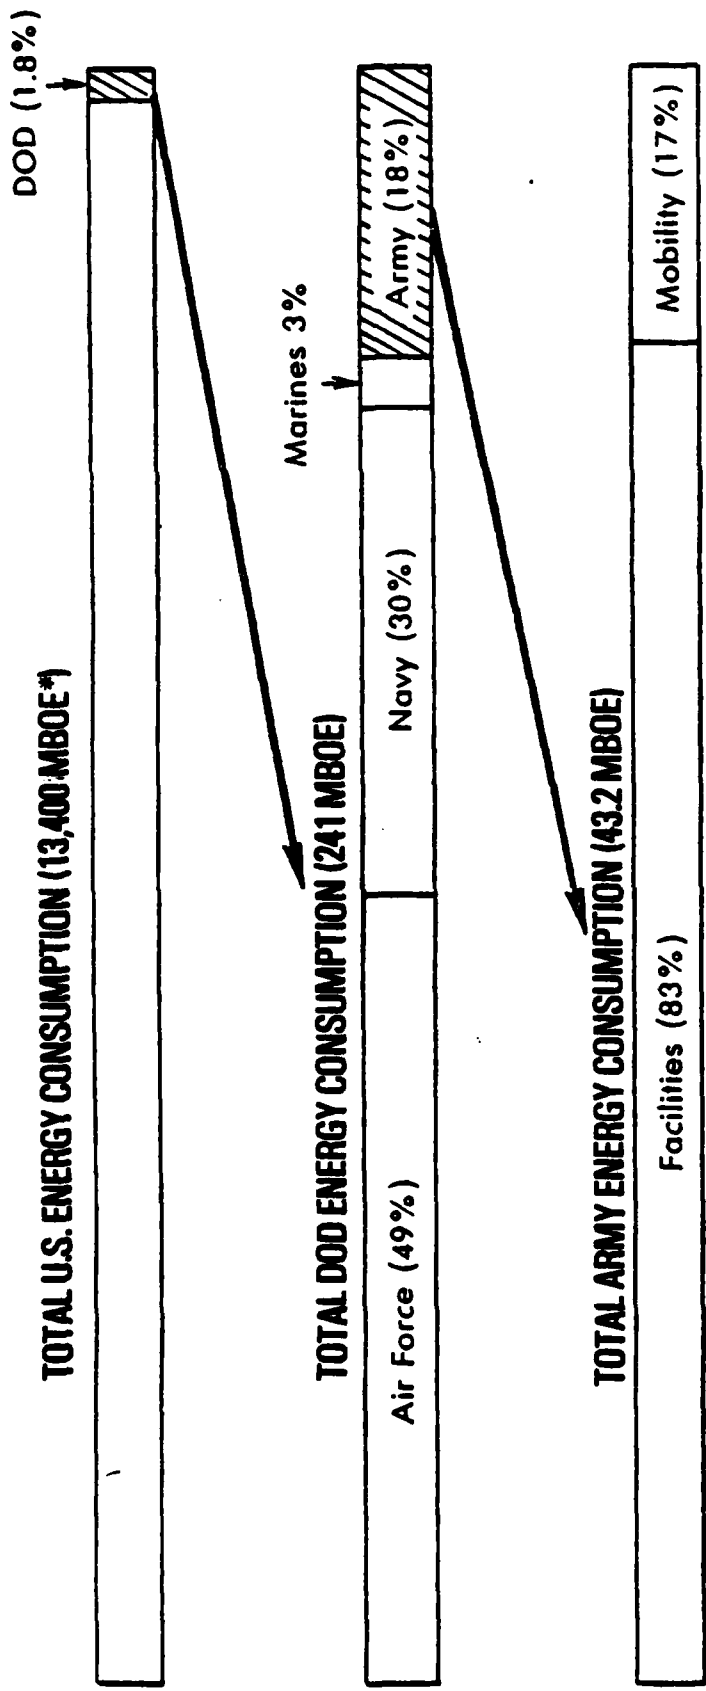 TOTAL U.S. ENERGY CONSUMPTION (13,400 MBOE*)
DOD (1.8%)
TOTAL DOD ENERGY CONSUMPTION (241 MBOE)
Marines 3%
Air Force (49%)
Navy (30%)
Army (18%)
TOTAL ARMY ENERGY CONSUMPTION (43.2 MBOE)
Facilities (83%)
Mobility (17%)